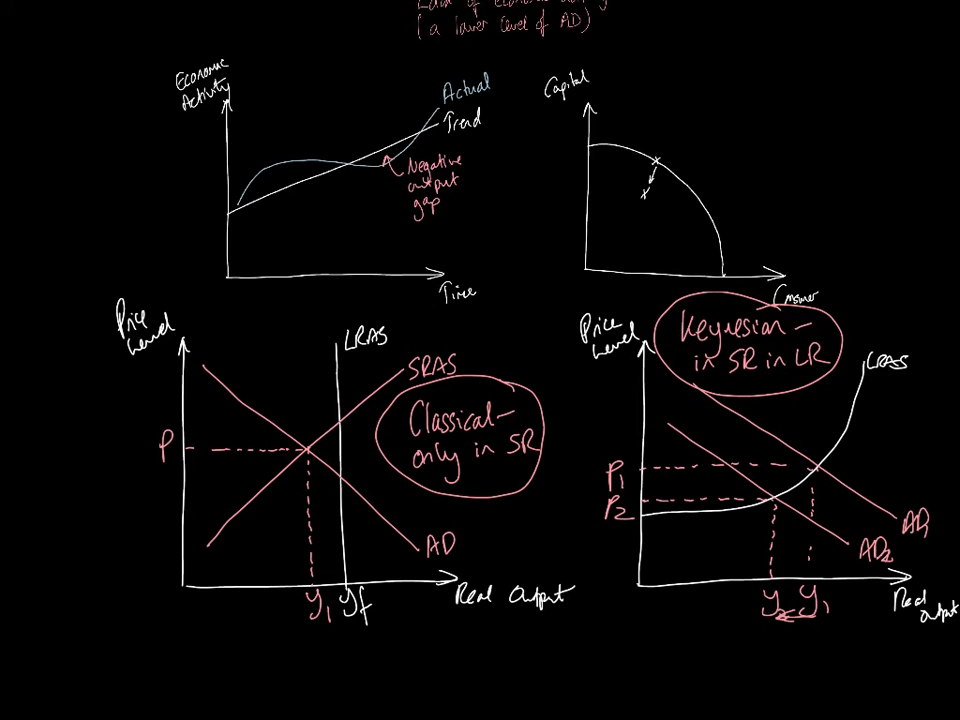 of
(a lower level of AD)
Economic
Activity
Actual
Trend
Negative
output
gap
Time
Capital
Consumer
Price
Level
LRAS
SRAS
Classical-
only in SR
P
AD
Y1
Yf
Real Output
Keynesian -
in SR in LR
Price
Level
LRAS
P1
P2
AD1
AD2
Y2
Y1
Real
Output